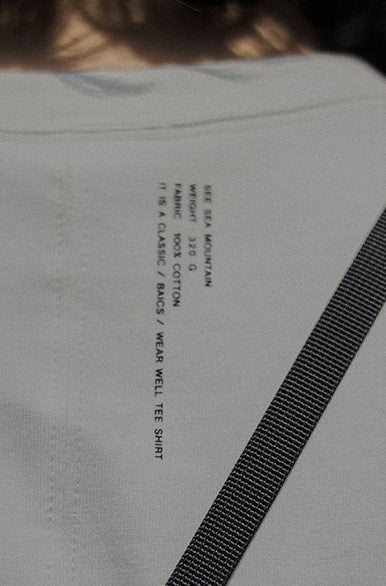 SEE SEA MOUNTAIN
WEIGHT 320 G
FABRIC 100% COTTON
IT IS A CLASSIC / BAICS / WEAR WELL TEE SHIRT